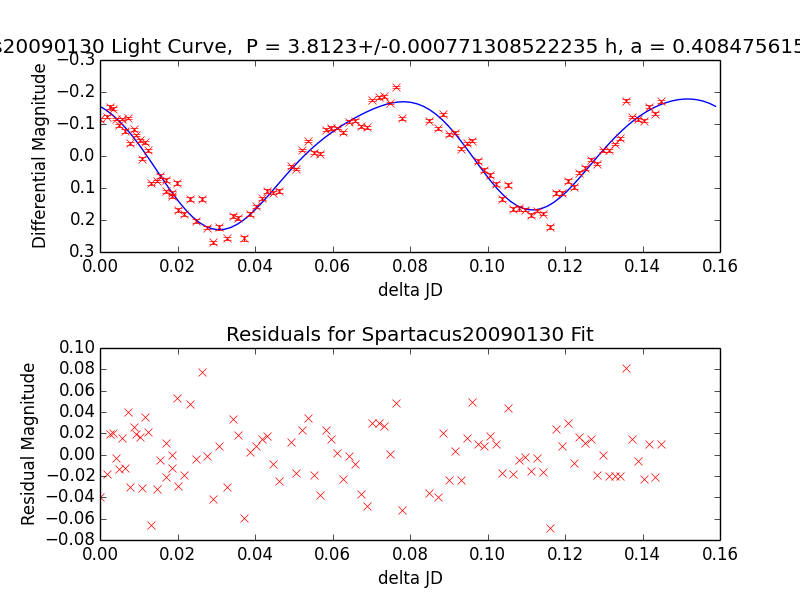 s20090130 Light Curve,  P = 3.8123+/-0.000771308522235 h, a = 0.408475615
−0.3
−0.2
−0.1
0.0
0.1
0.2
0.3
Differential Magnitude
0.00 0.02 0.04 0.06 0.08 0.10 0.12 0.14 0.16
delta JD
Residuals for Spartacus20090130 Fit
0.10
0.08
0.06
0.04
0.02
0.00
−0.02
−0.04
−0.06
−0.08
Residual Magnitude
0.00 0.02 0.04 0.06 0.08 0.10 0.12 0.14 0.16
delta JD